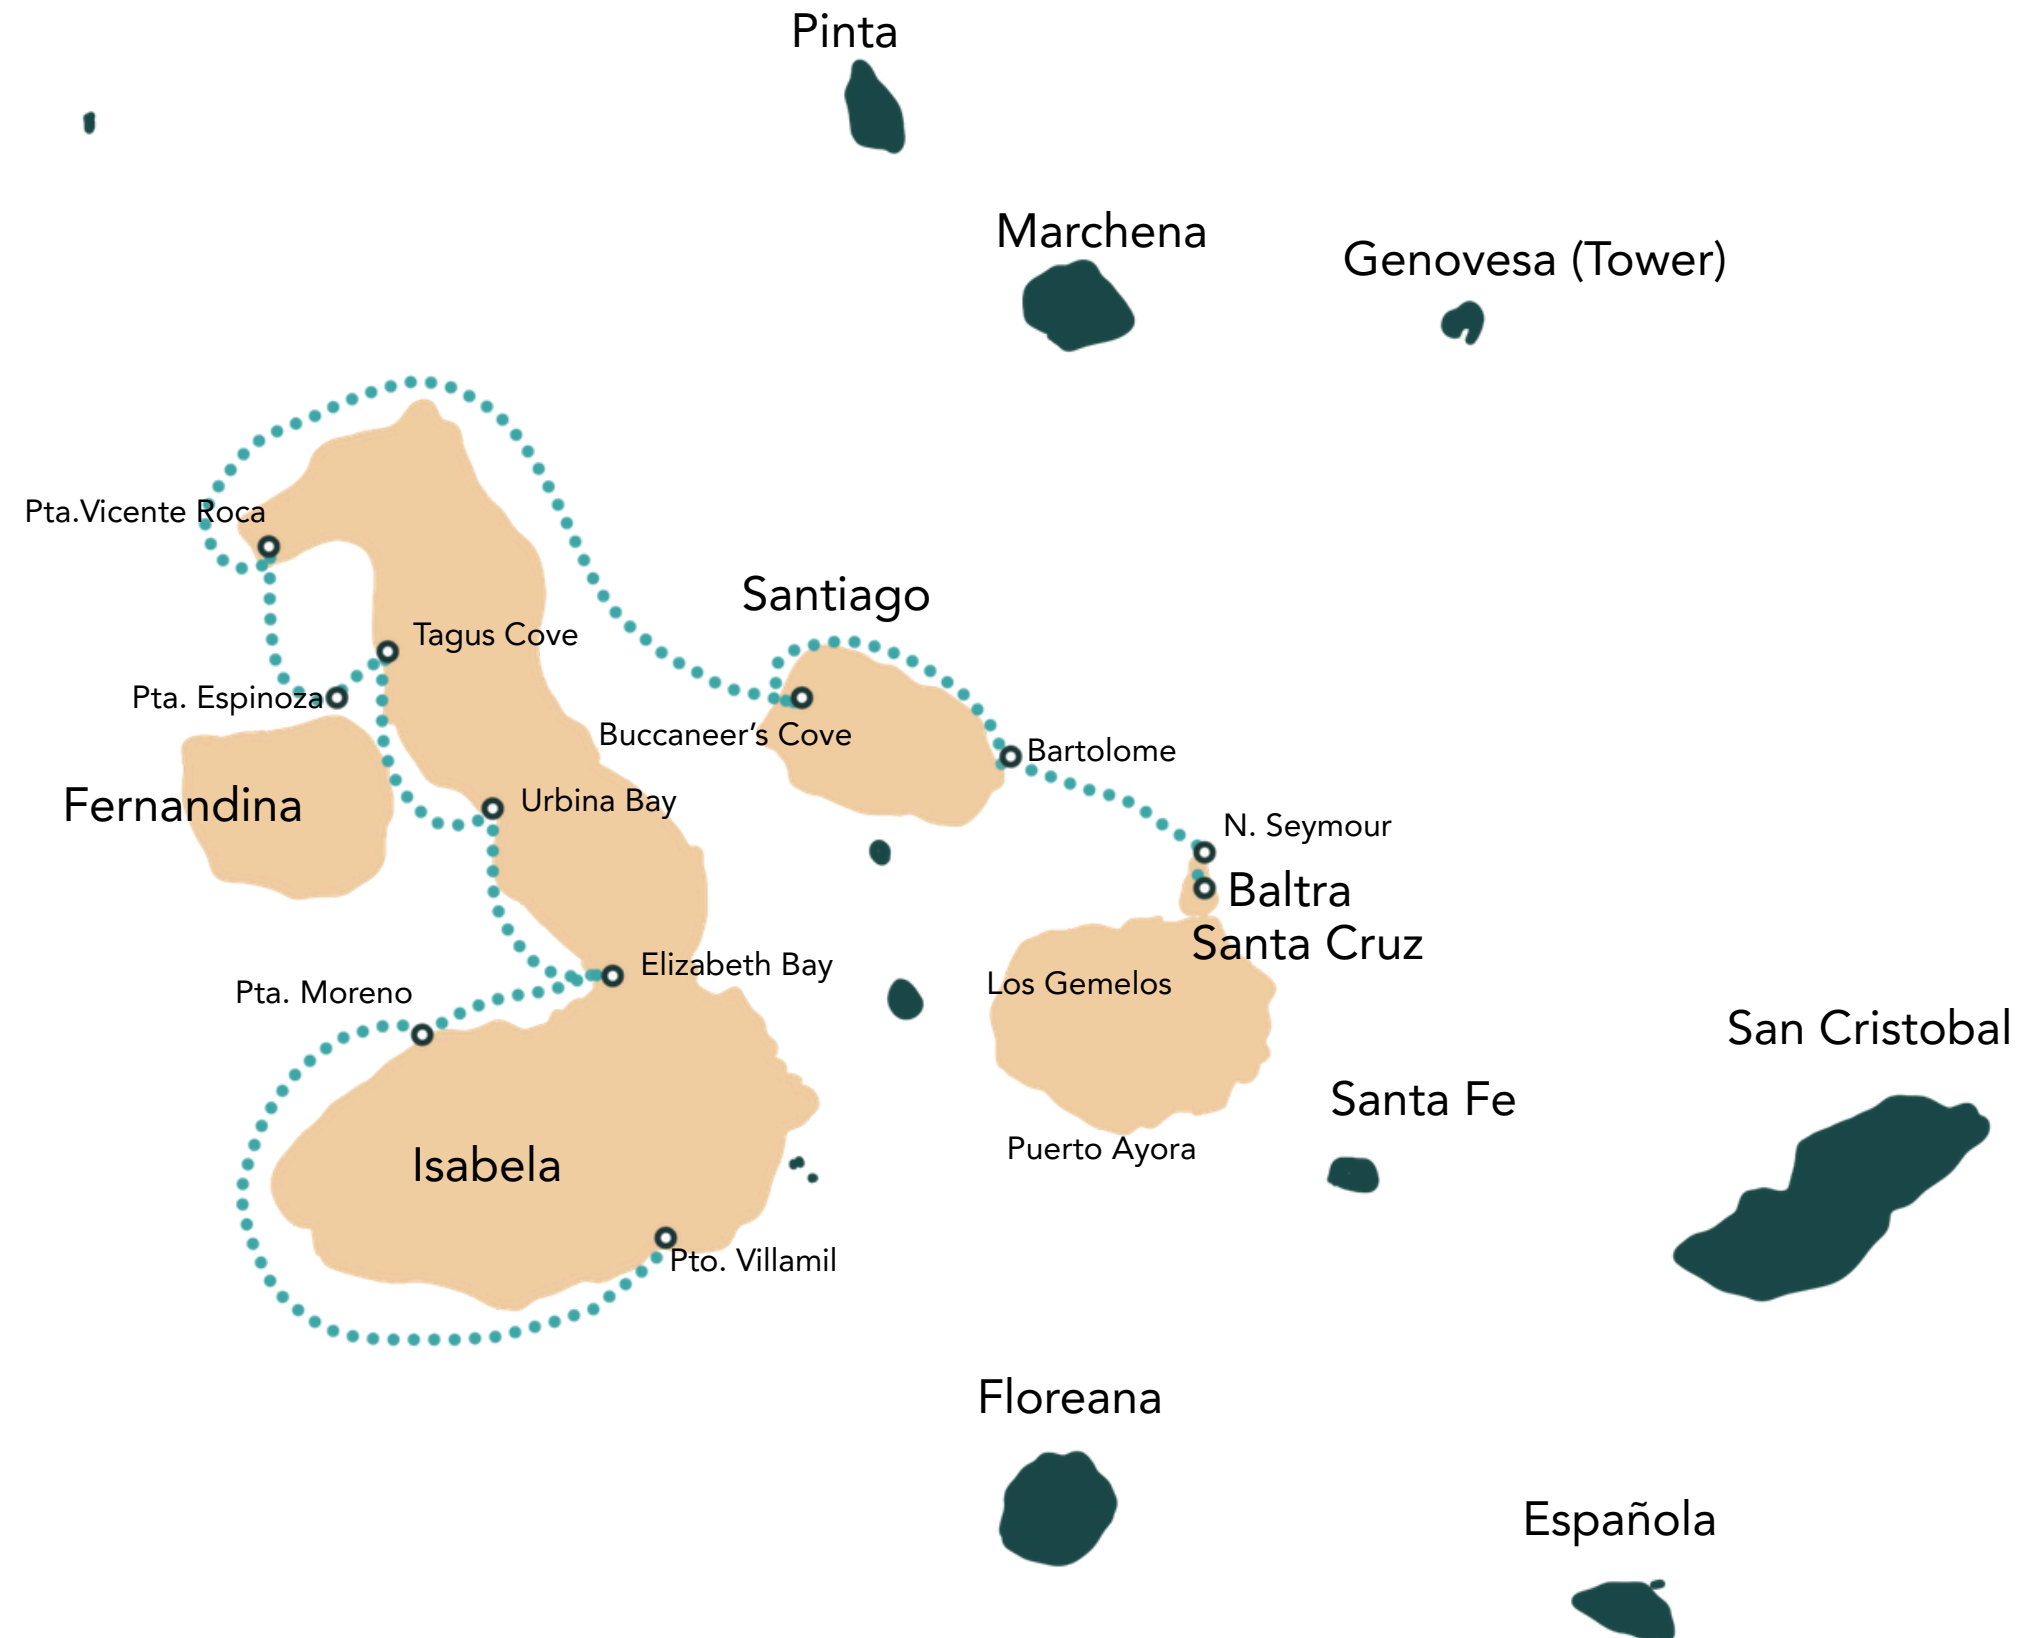 Pinta
Marchena
Genovesa (Tower)
Pta.Vicente Roca
Santiago
Tagus Cove
Pta. Espinoza
Buccaneer's Cove
Bartolome
Fernandina
Urbina Bay
N. Seymour
Baltra
Santa Cruz
Elizabeth Bay
Los Gemelos
Pta. Moreno
San Cristobal
Santa Fe
Puerto Ayora
Isabela
Pto. Villamil
Floreana
Española